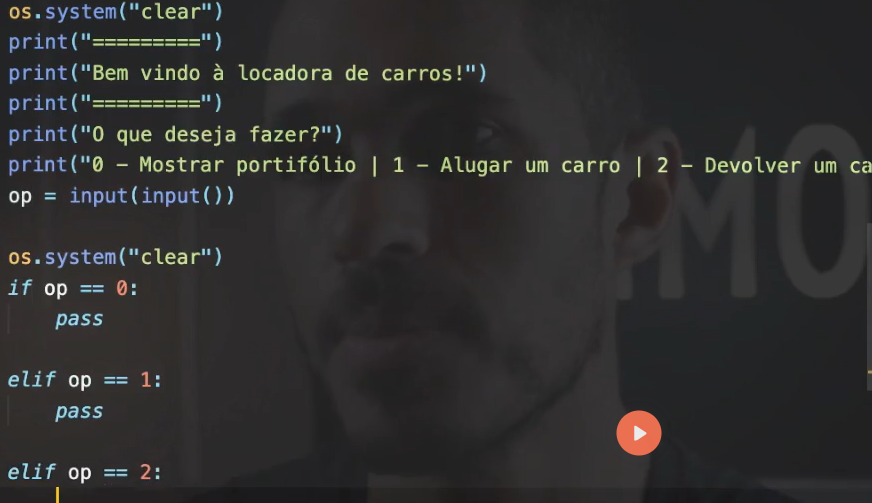 os.system("clear")
print("=========")
print("Bem vindo à locadora de carros!")
print("=========")
print("O que deseja fazer?")
print("0 - Mostrar portifólio | 1 - Alugar um carro | 2 - Devolver um ca
op = input(input())
os.system("clear")
if op == 0:
pass
elif op == 1:
pass
elif op == 2:
MO